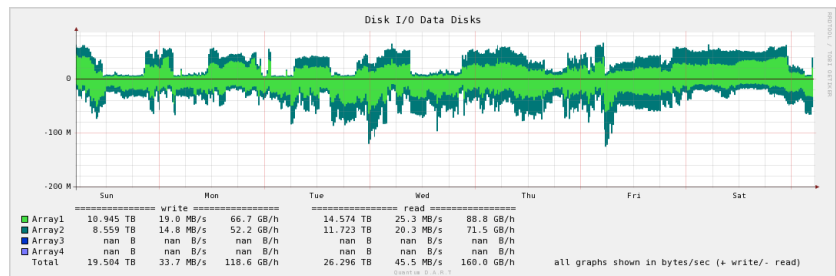 Disk I/O Data Disks
RRDTOOL / TOBI OETIKER
0
-100 M
-200 M
Sun Mon Tue Wed Thu Fri Sat
=============== write ================ =============== read ================
Array1 10.945 TB 19.0 MB/s 66.7 GB/h 14.574 TB 25.3 MB/s 88.8 GB/h
Array2 8.559 TB 14.8 MB/s 52.2 GB/h 11.723 TB 20.3 MB/s 71.5 GB/h
Array3 nan B nan B/s nan B/h nan B nan B/s nan B/h
Array4 nan B nan B/s nan B/h nan B nan B/s nan B/h
Total 19.504 TB 33.7 MB/s 118.6 GB/h 26.296 TB 45.5 MB/s 160.0 GB/h all graphs shown in bytes/sec (+ write/- read)
Quantum D.A.R.T